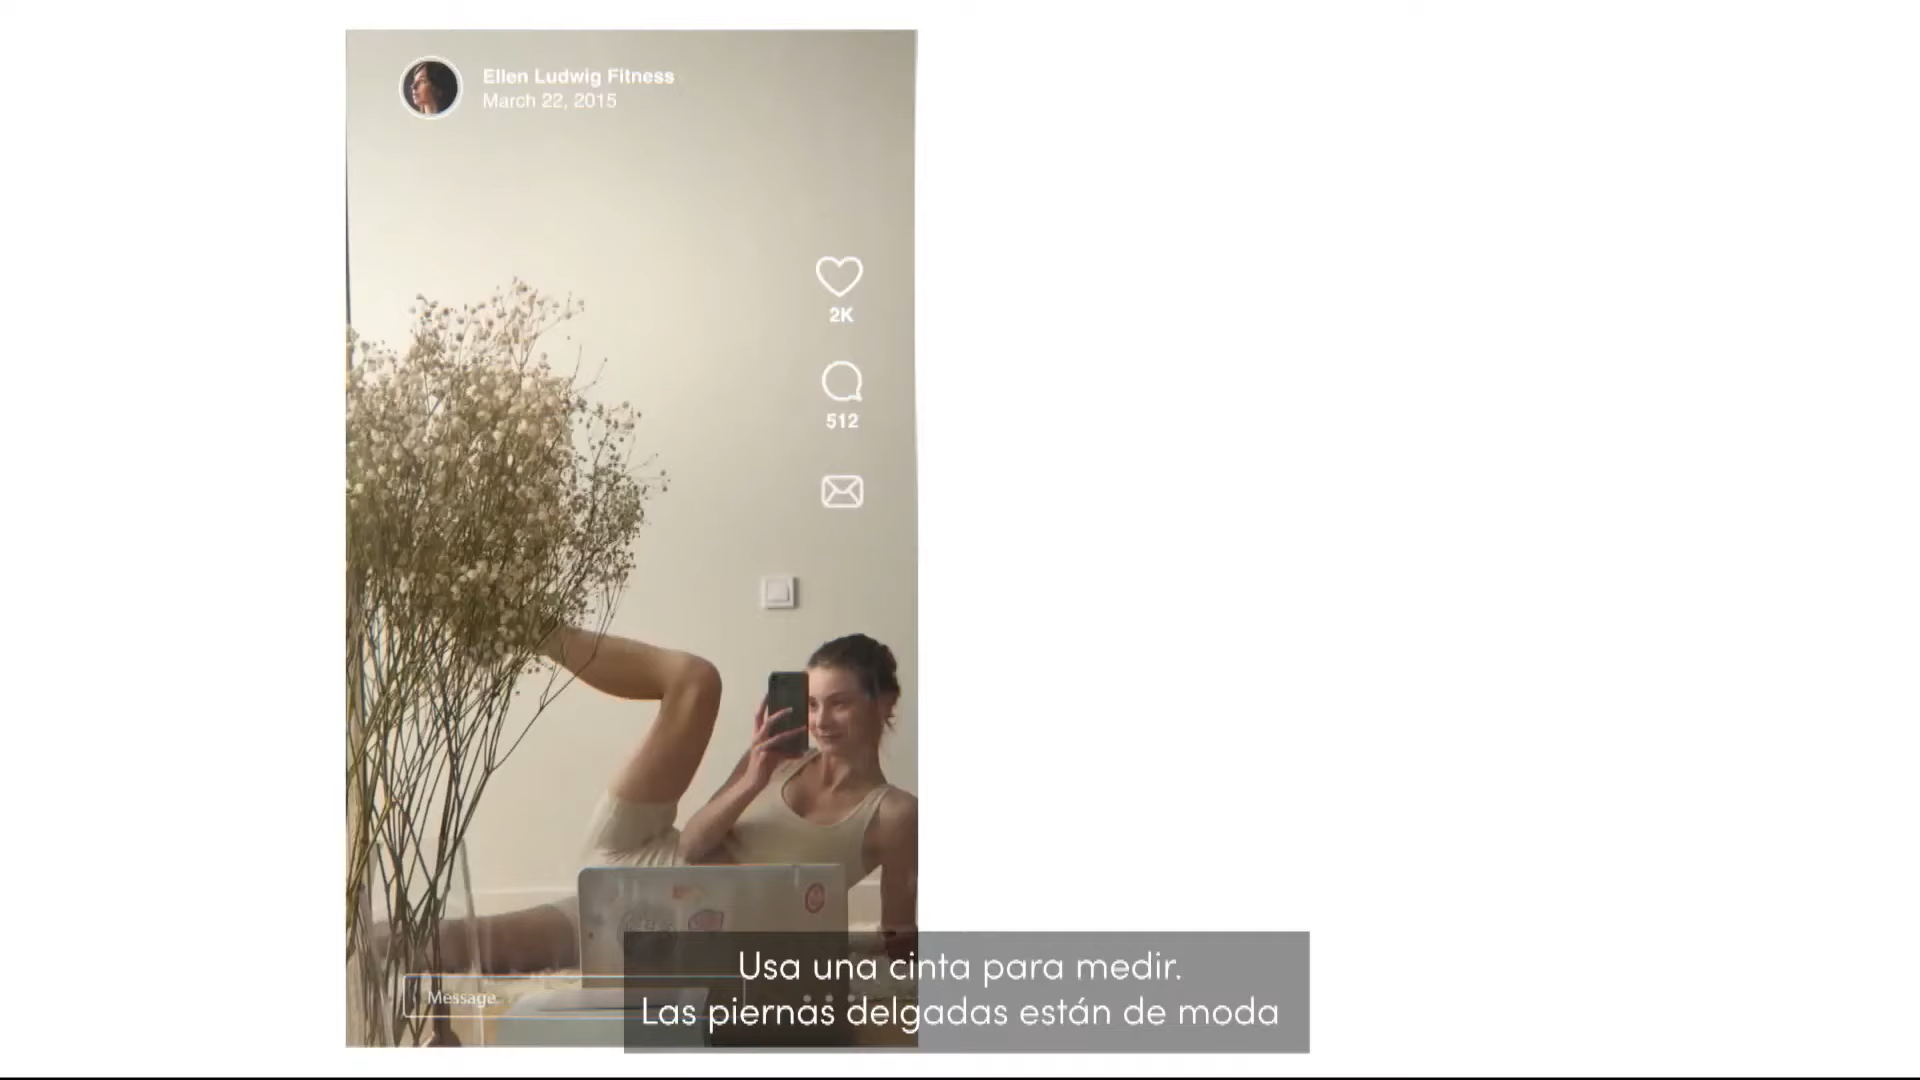 Ellen Ludwig Fitness
March 22, 2015
2K
512
Message
Usa una cinta para medir.
Las piernas delgadas están de moda